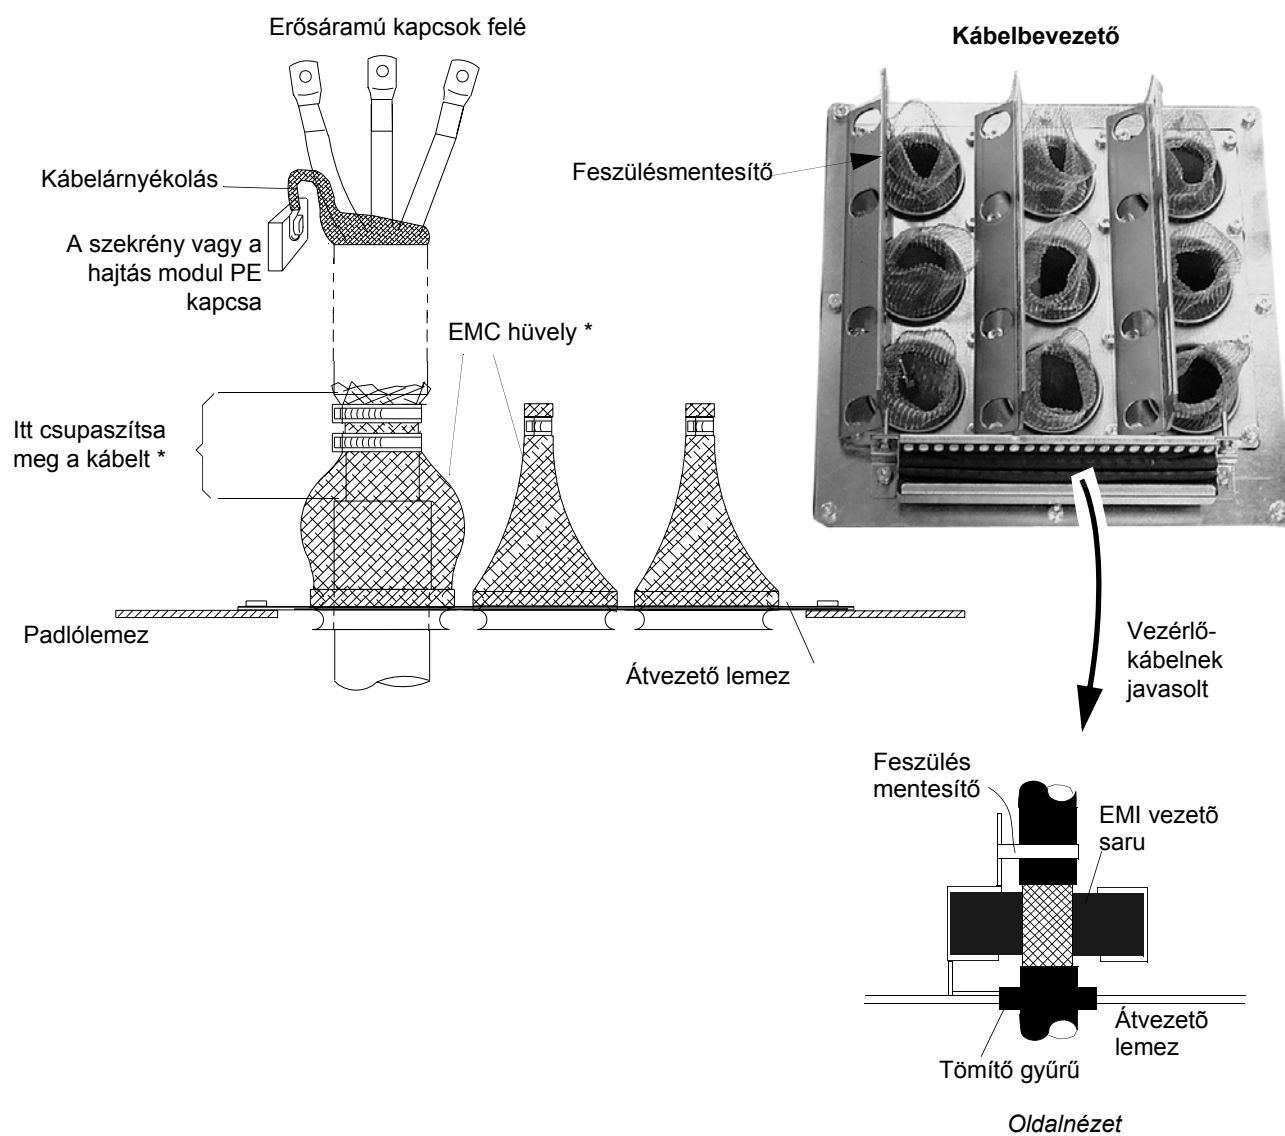 Erősáramú kapcsok felé
Kábelbevezető
Feszülésmentesítő
Kábelárnyékolás
A szekrény vagy a
hajtás modul PE
kapcsa
EMC hüvely *
Itt csupaszítsa
meg a kábelt *
Padlólemez
Átvezető lemez
Vezérlő-
kábelnek
javasolt
Feszülés
mentesítő
EMI vezetõ
saru
Átvezetõ
lemez
Tömítő gyűrű
Oldalnézet